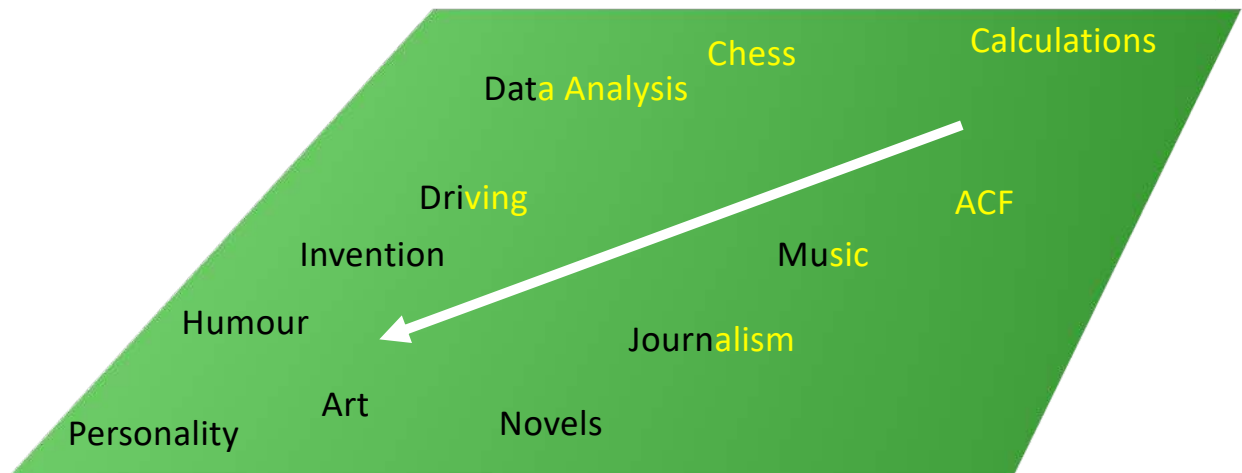 Calculations
Chess
Data Analysis
Driving
ACF
Invention
Music
Humour
Journalism
Art
Novels
Personality